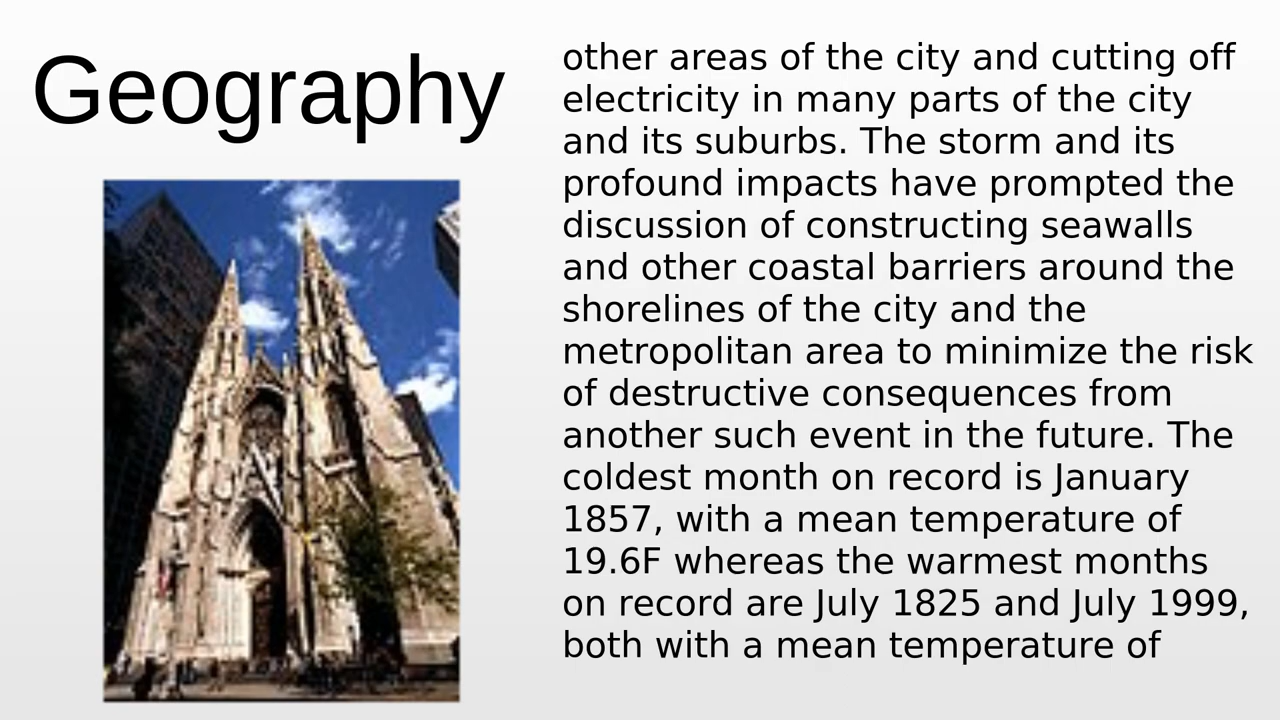 Geography
other areas of the city and cutting off
electricity in many parts of the city
and its suburbs. The storm and its
profound impacts have prompted the
discussion of constructing seawalls
and other coastal barriers around the
shorelines of the city and the
metropolitan area to minimize the risk
of destructive consequences from
another such event in the future. The
coldest month on record is January
1857, with a mean temperature of
19.6F whereas the warmest months
on record are July 1825 and July 1999,
both with a mean temperature of